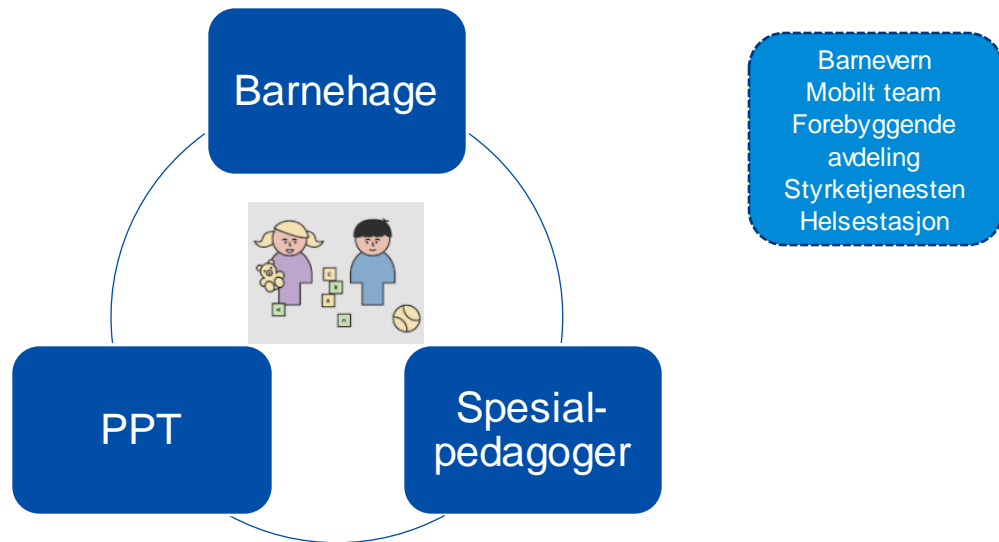 Barnehage
Barnevern
Mobilt team
Forebyggende
avdeling
Styrketjenesten
Helsestasjon
PPT
Spesial-
pedagoger